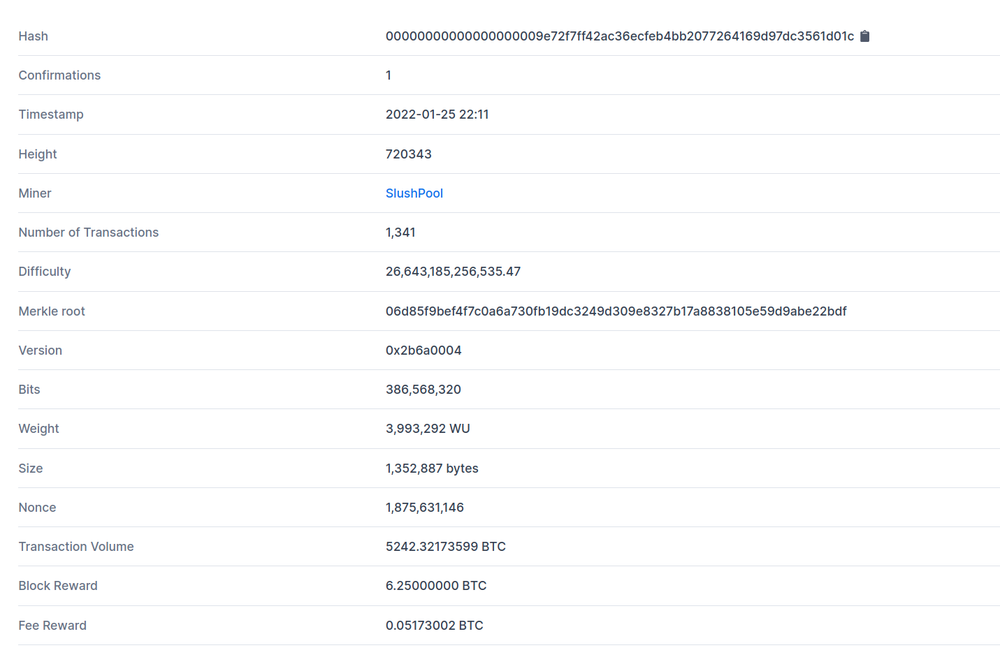 Hash 00000000000000000009e72f7ff42ac36ecfeb4bb2077264169d97dc3561d01c
Confirmations 1
Timestamp 2022-01-25 22:11
Height 720343
Miner SlushPool
Number of Transactions 1,341
Difficulty 26,643,185,256,535.47
Merkle root 06d85f9bef4f7c0a6a730fb19dc3249d309e8327b17a8838105e59d9abe22bdf
Version 0x2b6a0004
Bits 386,568,320
Weight 3,993,292 WU
Size 1,352,887 bytes
Nonce 1,875,631,146
Transaction Volume 5242.32173599 BTC
Block Reward 6.25000000 BTC
Fee Reward 0.05173002 BTC